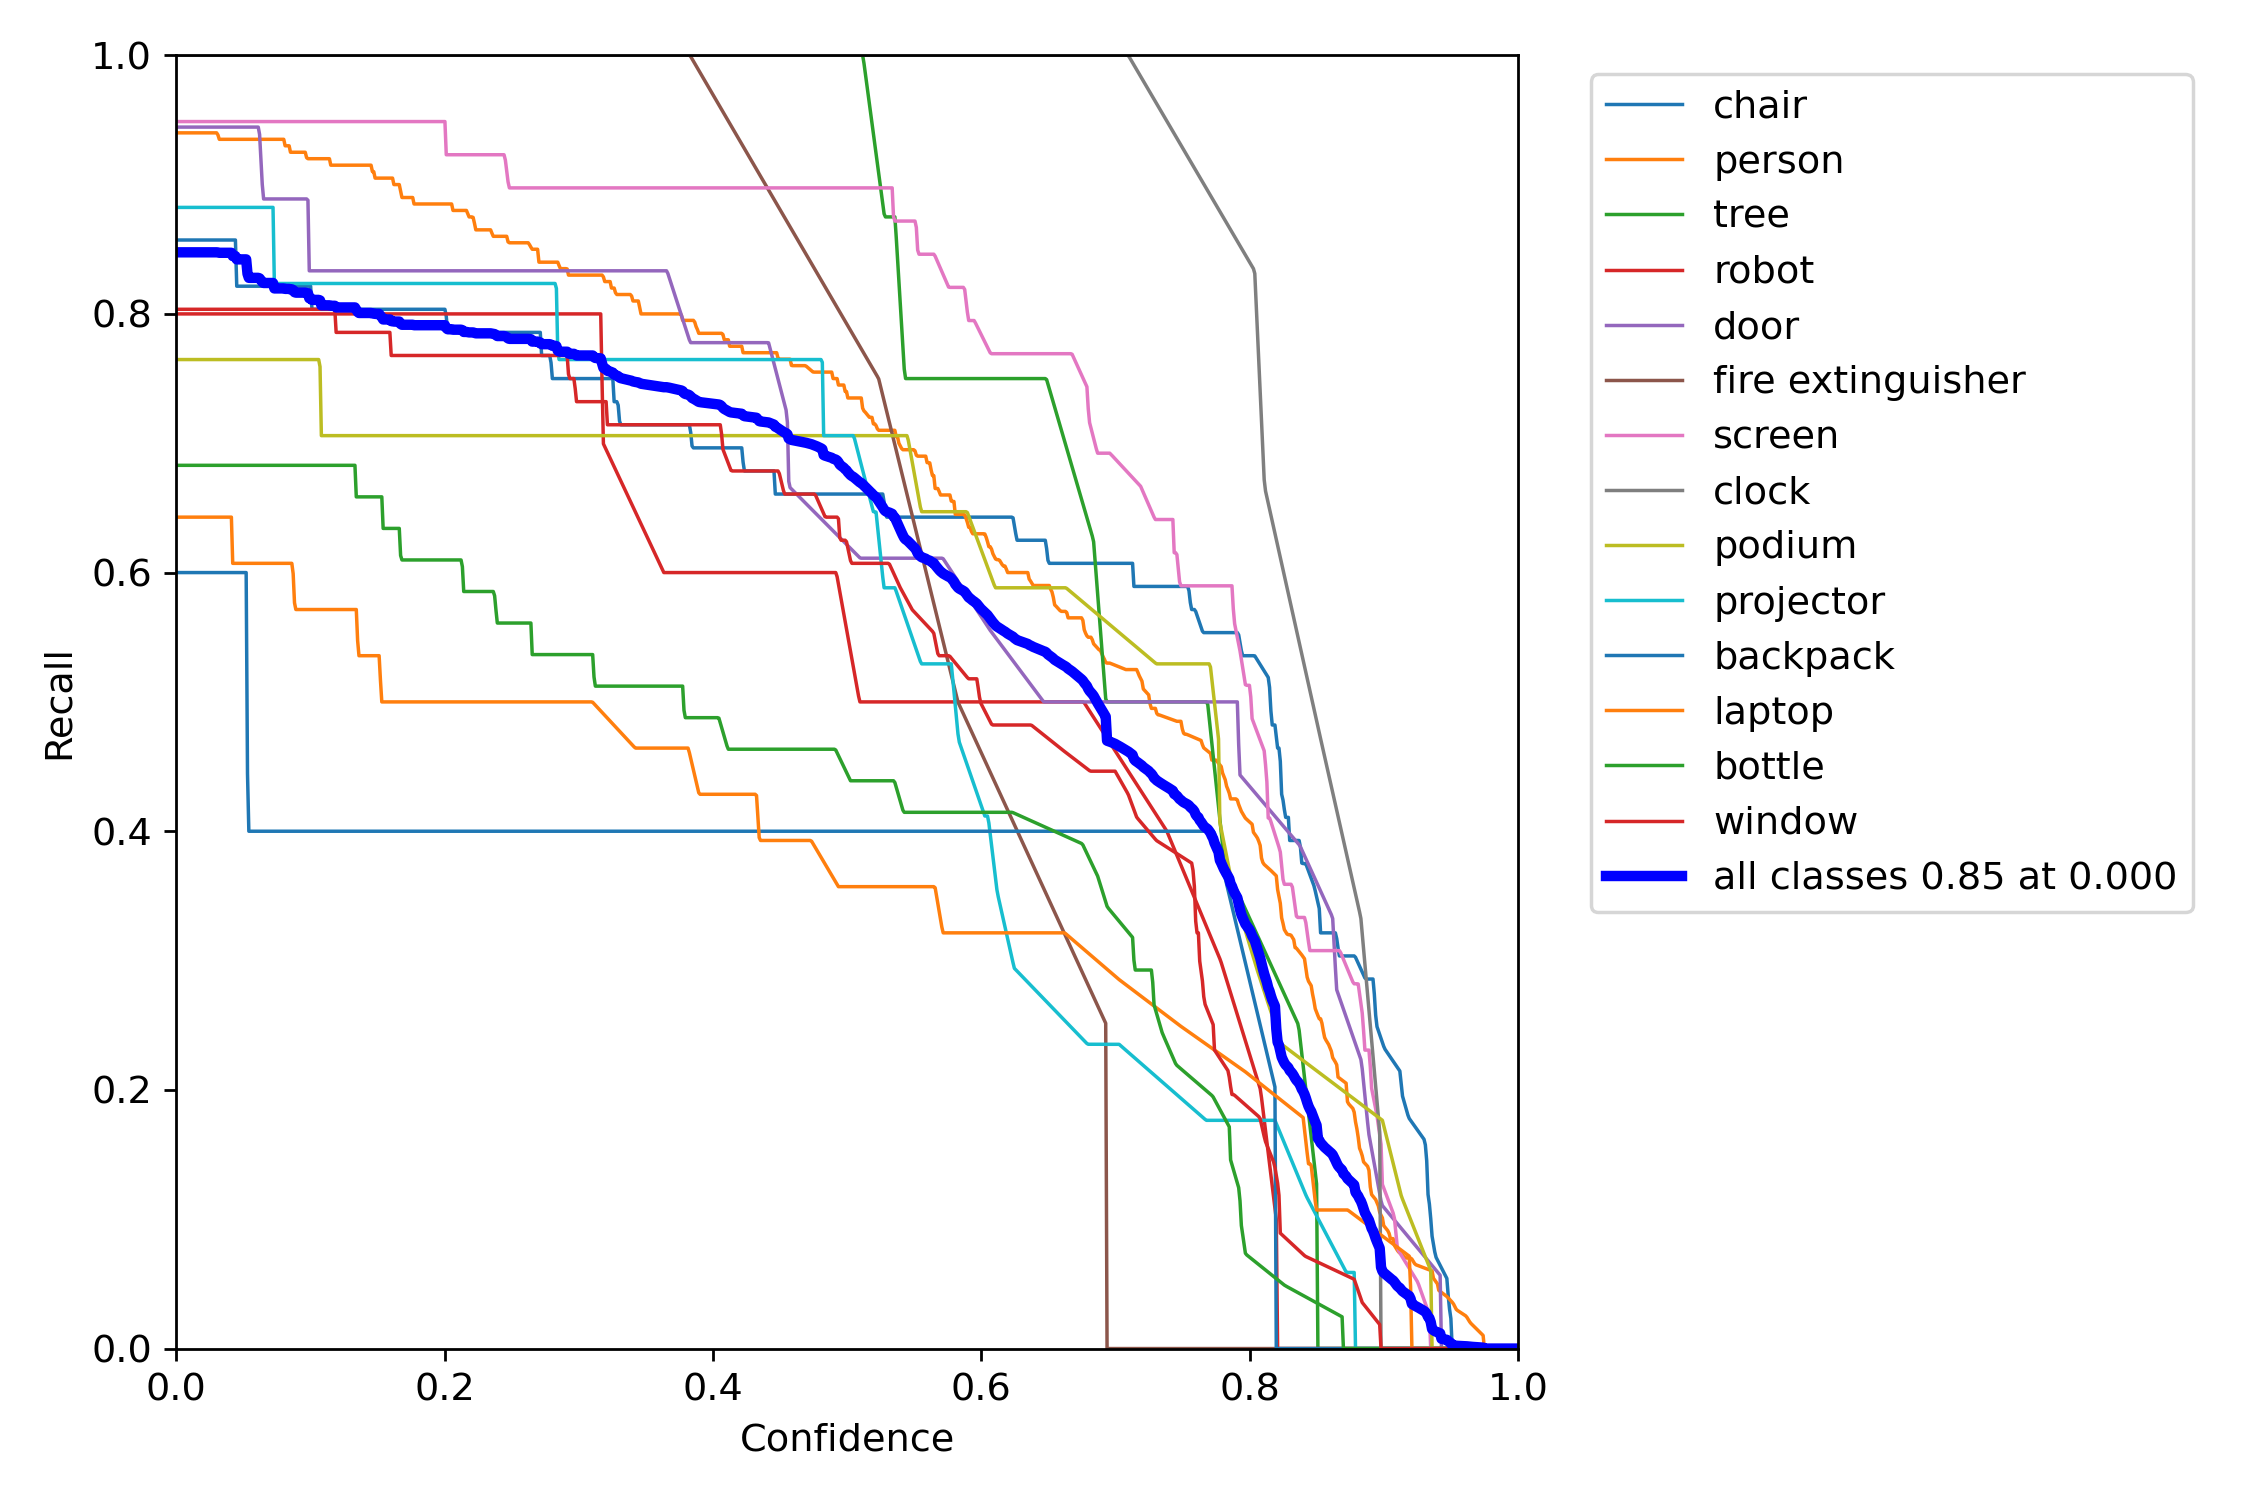 1.0
0.8
0.6
0.4
0.2
0.0
Recall
0.0 0.2 0.4 0.6 0.8 1.0
Confidence
chair
person
tree
robot
door
fire extinguisher
screen
clock
podium
projector
backpack
laptop
bottle
window
all classes 0.85 at 0.000